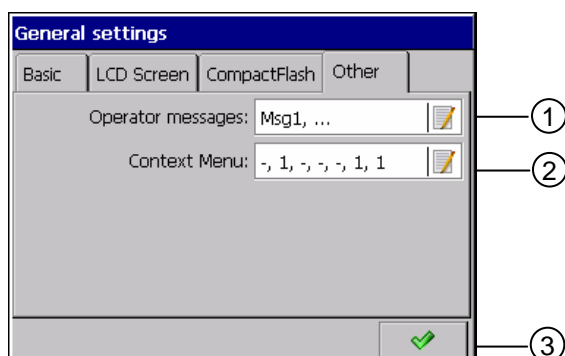 General settings
Basic LCD Screen CompactFlash Other
Operator messages: Msg1, ... 1
Context Menu: -, 1, -, -, -, 1, 1 2
3